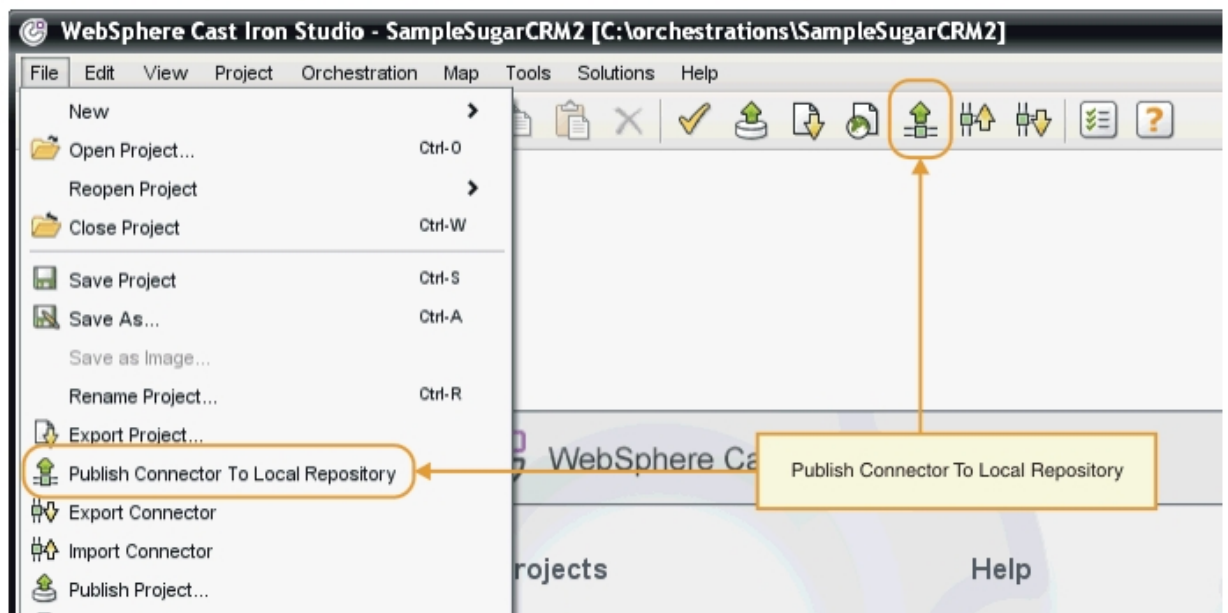 WebSphere Cast Iron Studio - SampleSugarCRM2 [C:\orchestrations\SampleSugarCRM2]
File Edit View Project Orchestration Map Tools Solutions Help
New
Open Project... Ctrl-O
Reopen Project
Close Project Ctrl-W
Save Project Ctrl-S
Save As... Ctrl-A
Save as Image...
Rename Project... Ctrl-R
Export Project...
Publish Connector To Local Repository
Export Connector
Import Connector
Publish Project...
?
WebSphere Ca
Publish Connector To Local Repository
rojects
Help